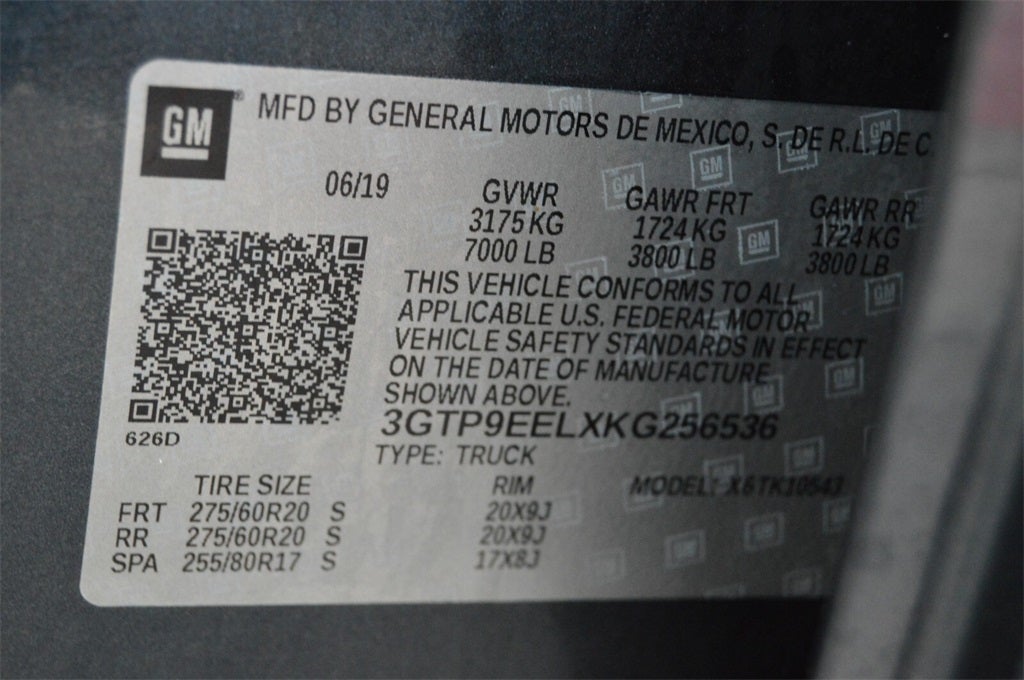 GM
MFD BY GENERAL MOTORS DE MEXICO, S. DE R.L. DE C.
06/19 GVWR GAWR FRT GAWR RR
3175 KG 1724 KG 1724 KG
7000 LB 3800 LB 3800 LB
THIS VEHICLE CONFORMS TO ALL
APPLICABLE U.S. FEDERAL MOTOR
VEHICLE SAFETY STANDARDS IN EFFECT
ON THE DATE OF MANUFACTURE
SHOWN ABOVE.
3GTP9EELXKG256536
626D
TYPE: TRUCK
TIRE SIZE RIM MODEL: X6TK10543
FRT 275/60R20 S 20X9J
RR 275/60R20 S 20X9J
SPA 255/80R17 S 17X8J